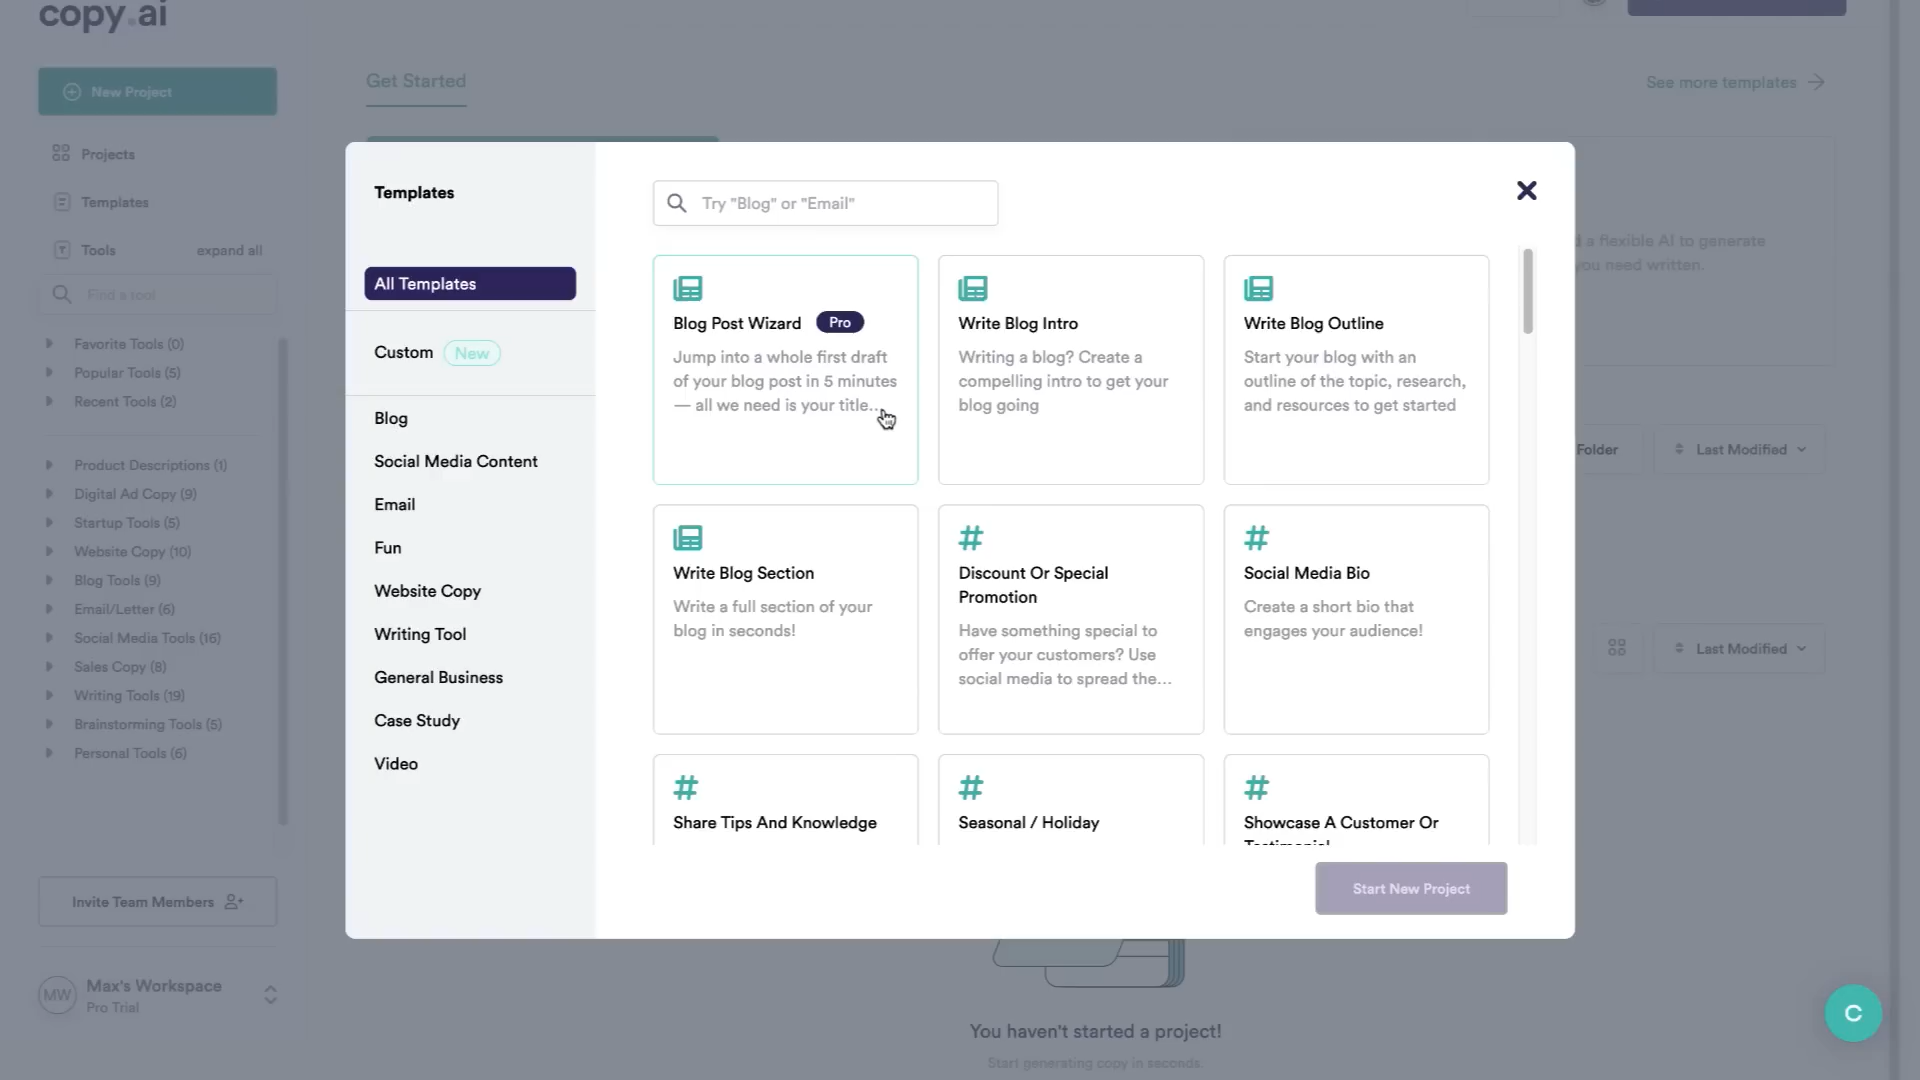 copy.ai
New Project
Get Started
See more templates
Projects
Templates
Tools
expand all
Find a tool
Favorite Tools (0)
Popular Tools (5)
Recent Tools (2)
Product Descriptions (1)
Digital Ad Copy (9)
Startup Tools (5)
Website Copy (10)
Blog Tools (9)
Email/Letter (6)
Social Media Tools (16)
Sales Copy (8)
Writing Tools (19)
Brainstorming Tools (5)
Personal Tools (6)
Invite Team Members
MW
Max's Workspace
Pro Trial
Templates
All Templates
Custom New
Blog
Social Media Content
Email
Fun
Website Copy
Writing Tool
General Business
Case Study
Video
Try "Blog" or "Email"
Blog Post Wizard Pro
Jump into a whole first draft
of your blog post in 5 minutes
— all we need is your title...
Write Blog Intro
Writing a blog? Create a
compelling intro to get your
blog going
Write Blog Outline
Start your blog with an
outline of the topic, research,
and resources to get started
Write Blog Section
Write a full section of your
blog in seconds!
Discount Or Special
Promotion
Have something special to
offer your customers? Use
social media to spread the...
Social Media Bio
Create a short bio that
engages your audience!
Share Tips And Knowledge
Seasonal / Holiday
Showcase A Customer Or
Testimonial
Start New Project
a flexible AI to generate
you need written.
Folder
Last Modified
Last Modified
You haven't started a project!
Start generating copy in seconds.
C